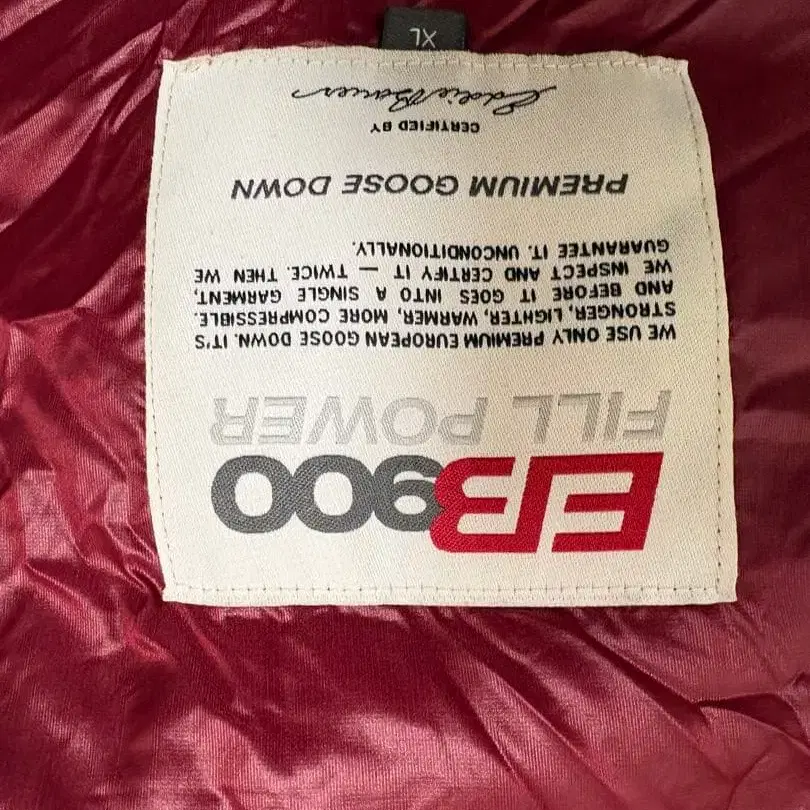 EB900
FILL POWER
WE USE ONLY PREMIUM EUROPEAN GOOSE DOWN. IT'S
STRONGER, LIGHTER, WARMER, MORE COMPRESSIBLE.
AND BEFORE IT GOES INTO A SINGLE GARMENT,
WE INSPECT AND CERTIFY IT — TWICE. THEN WE
GUARANTEE IT. UNCONDITIONALLY.
PREMIUM GOOSE DOWN
CERTIFIED BY
Eddie Bauer
XL